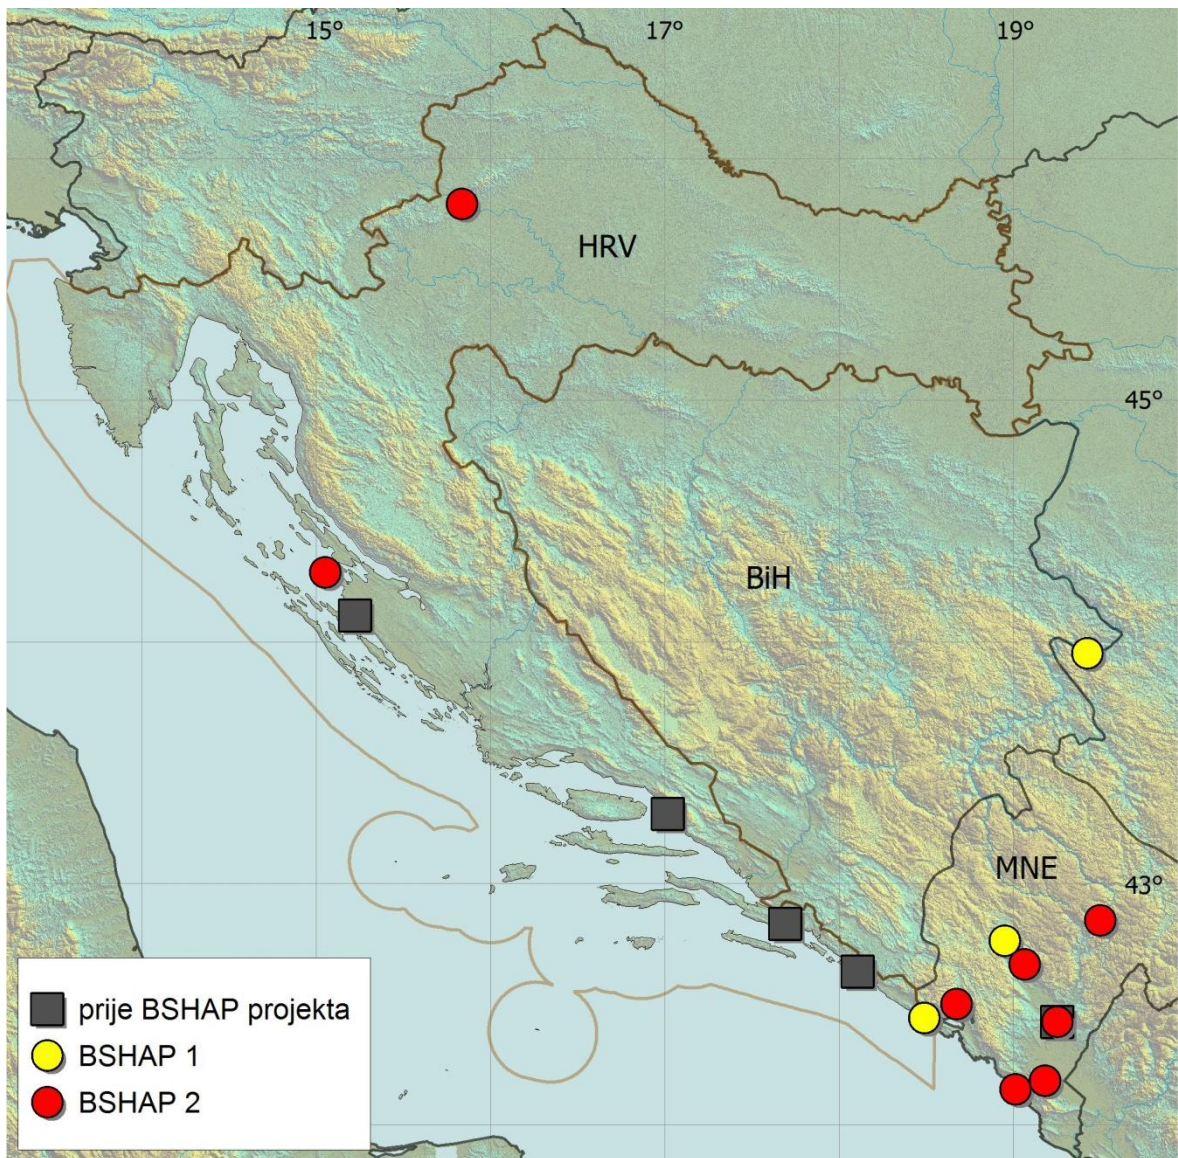 15° 17° 19°
HRV
45°
BiH
43°
MNE
prije BSHAP projekta
BSHAP 1
BSHAP 2